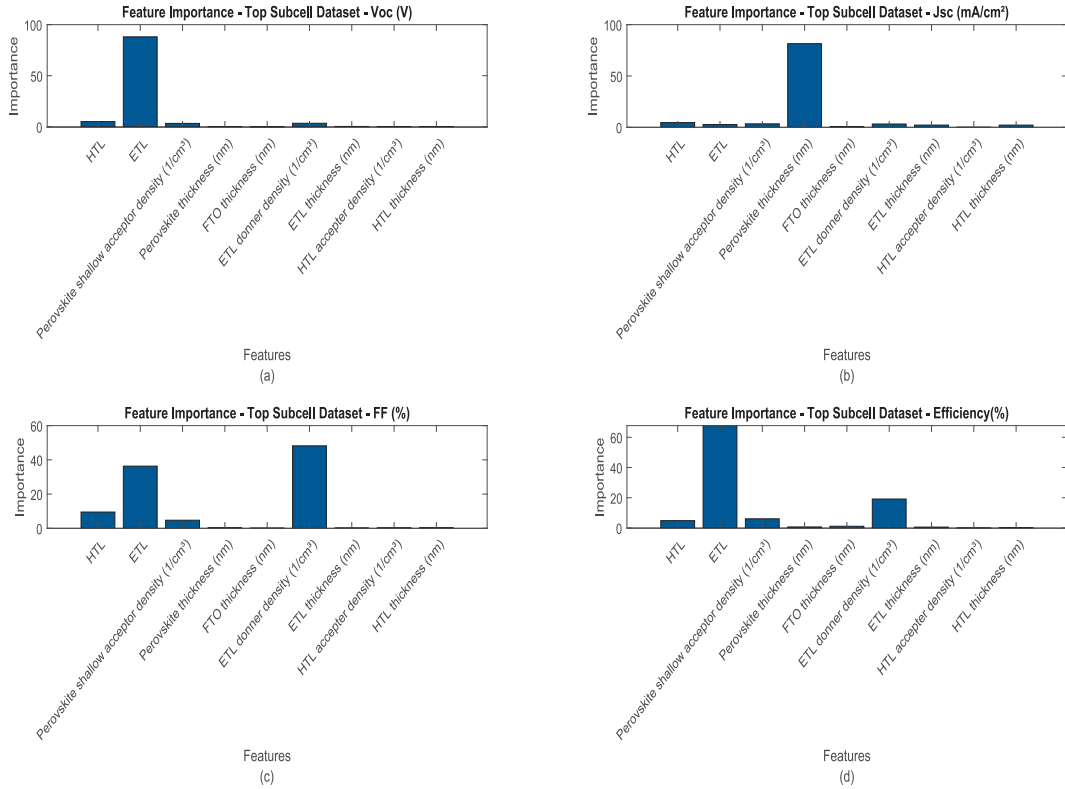 Feature Importance - Top Subcell Dataset - Voc (V)
Importance
100
50
0
HTL
ETL
Perovskite shallow acceptor density (1/cm³)
Perovskite thickness (nm)
FTO thickness (nm)
ETL donner density (1/cm³)
ETL thickness (nm)
HTL accepter density (1/cm³)
HTL thickness (nm)
Features
(a)
Feature Importance - Top Subcell Dataset - Jsc (mA/cm²)
Importance
100
50
0
HTL
ETL
Perovskite shallow acceptor density (1/cm³)
Perovskite thickness (nm)
FTO thickness (nm)
ETL donner density (1/cm³)
ETL thickness (nm)
HTL accepter density (1/cm³)
HTL thickness (nm)
Features
(b)
Feature Importance - Top Subcell Dataset - FF (%)
Importance
60
40
20
0
HTL
ETL
Perovskite shallow acceptor density (1/cm³)
Perovskite thickness (nm)
FTO thickness (nm)
ETL donner density (1/cm³)
ETL thickness (nm)
HTL accepter density (1/cm³)
HTL thickness (nm)
Features
(c)
Feature Importance - Top Subcell Dataset - Efficiency(%)
Importance
60
40
20
0
HTL
ETL
Perovskite shallow acceptor density (1/cm³)
Perovskite thickness (nm)
FTO thickness (nm)
ETL donner density (1/cm³)
ETL thickness (nm)
HTL accepter density (1/cm³)
HTL thickness (nm)
Features
(d)